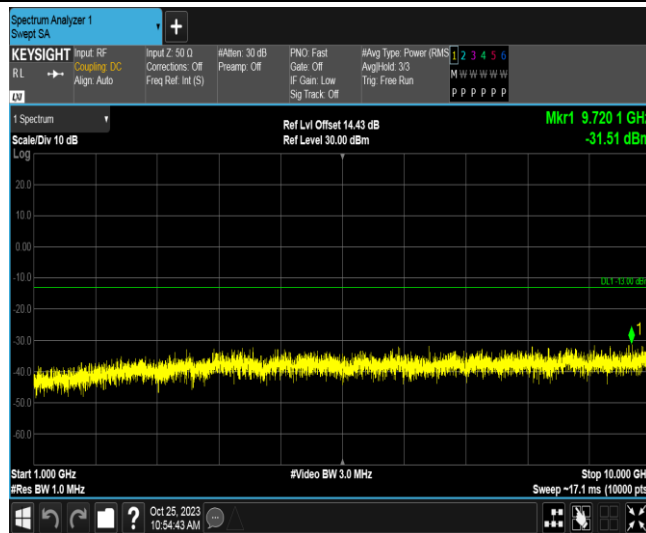 Spectrum Analyzer 1
Swept SA
+
KEYSIGHT
RL
LXI
Input: RF
Coupling: DC
Align: Auto
Input Z: 50 Ω
Corrections: Off
Freq Ref: Int (S)
#Atten: 30 dB
Preamp: Off
PNO: Fast
Gate: Off
IF Gain: Low
Sig Track: Off
#Avg Type: Power (RMS
Avg|Hold: 3/3
Trig: Free Run
1 2 3 4 5 6
M W W W W W
P P P P P P
1 Spectrum
Scale/Div 10 dB
Ref Lvl Offset 14.43 dB
Ref Level 30.00 dBm
Mkr1 9.720 1 GHz
-31.51 dBm
Log
20.0
10.0
0.00
-10.0
DL1 -13.00 dBm
-20.0
-30.0
1
-40.0
-50.0
-60.0
Start 1.000 GHz
#Res BW 1.0 MHz
#Video BW 3.0 MHz
Stop 10.000 GHz
Sweep ~17.1 ms (10000 pts)
?
Oct 25, 2023
10:54:43 AM